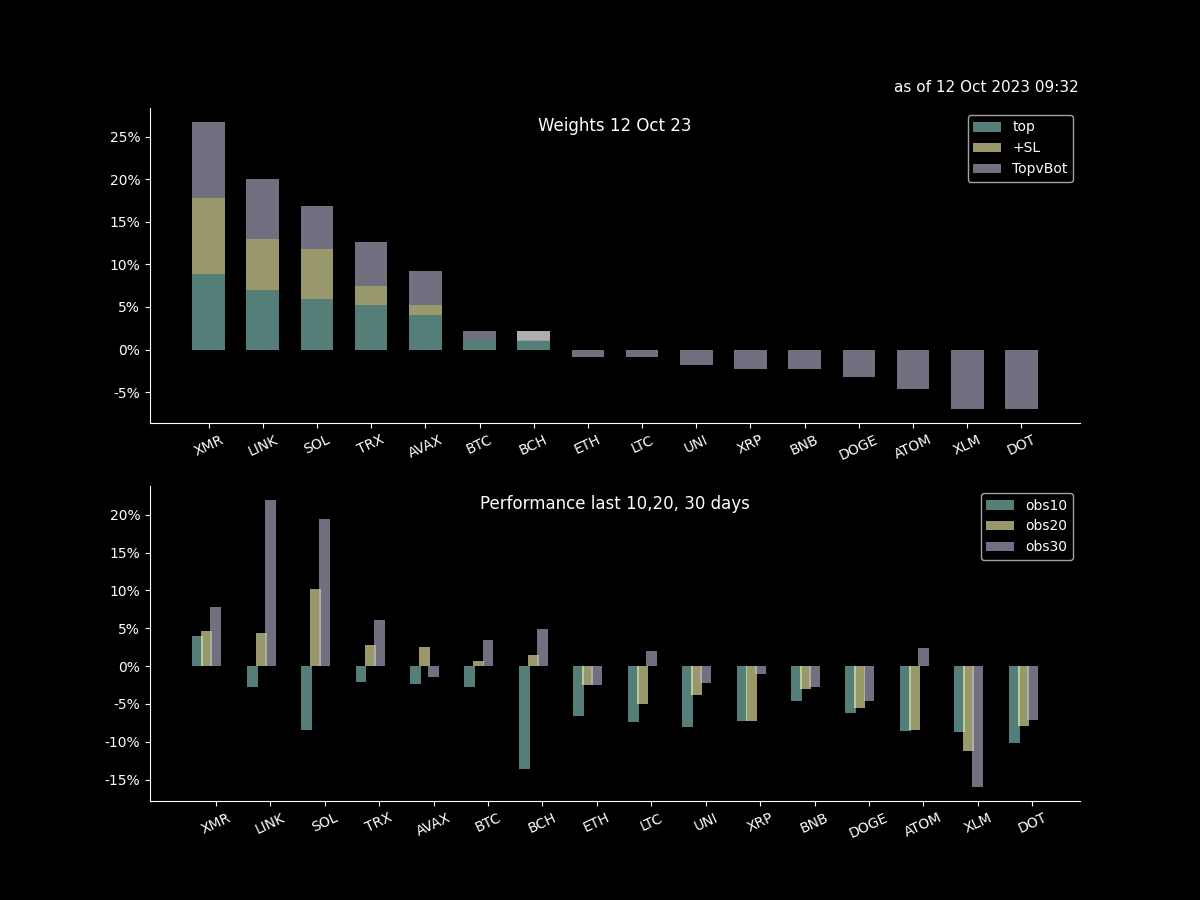 as of 12 Oct 2023 09:32
Weights 12 Oct 23
top
+SL
TopvBot
25%
20%
15%
10%
5%
0%
-5%
XMR LINK SOL TRX AVAX BTC BCH ETH LTC UNI XRP BNB DOGE ATOM XLM DOT
Performance last 10,20, 30 days
obs10
obs20
obs30
20%
15%
10%
5%
0%
-5%
-10%
-15%
XMR LINK SOL TRX AVAX BTC BCH ETH LTC UNI XRP BNB DOGE ATOM XLM DOT